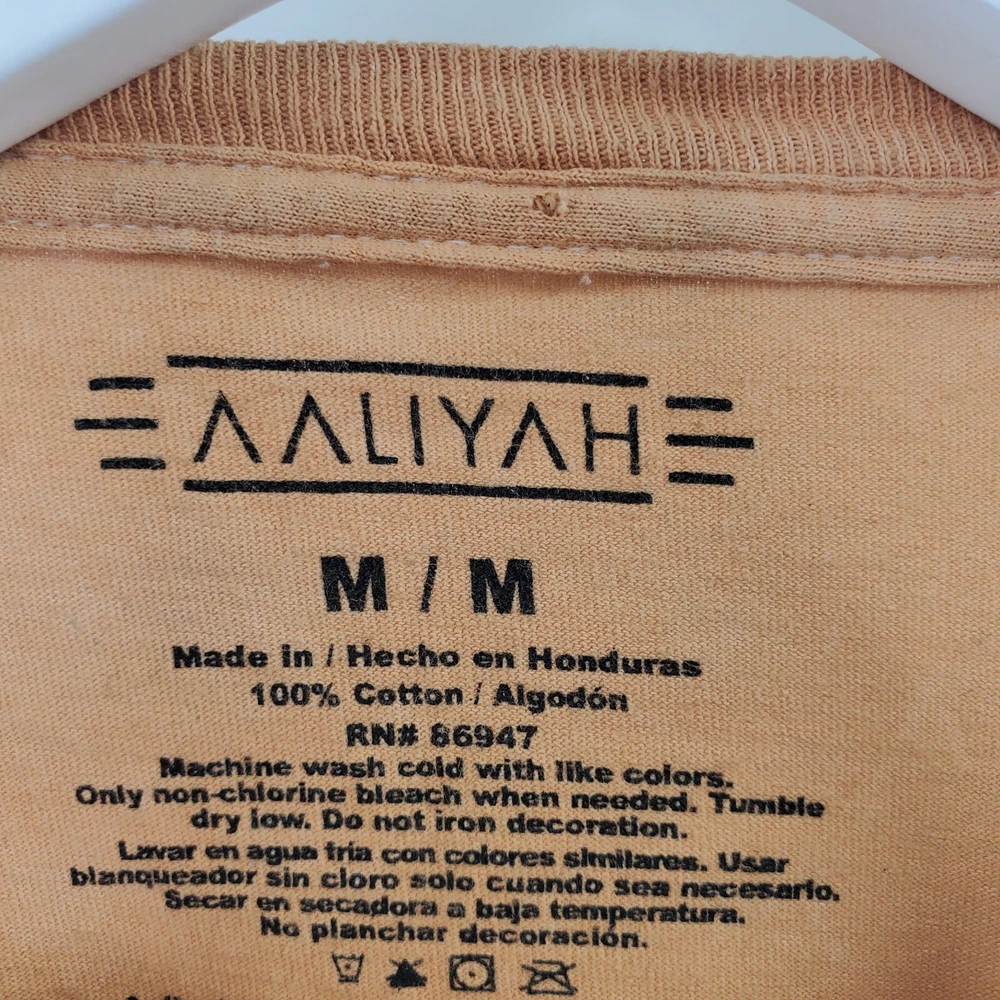 AALIYAH
M / M
Made in / Hecho en Honduras
100% Cotton / Algodón
RN# 86947
Machine wash cold with like colors.
Only non-chlorine bleach when needed. Tumble
dry low. Do not iron decoration.
Lavar en agua fria con colores similares. Usar
blanqueador sin cloro solo cuando sea necesario.
Secar en secadora a baja temperatura.
No planchar decoración.